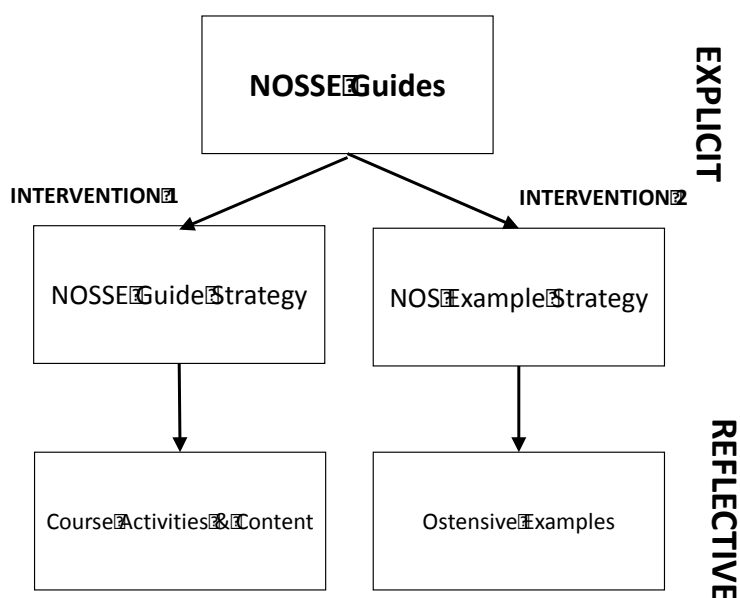 NOSSE Guides
EXPLICIT
INTERVENTION 1
INTERVENTION 2
NOSSE Guide Strategy
NOS Example Strategy
REFLECTIVE
Course Activities & Content
Ostensive Examples